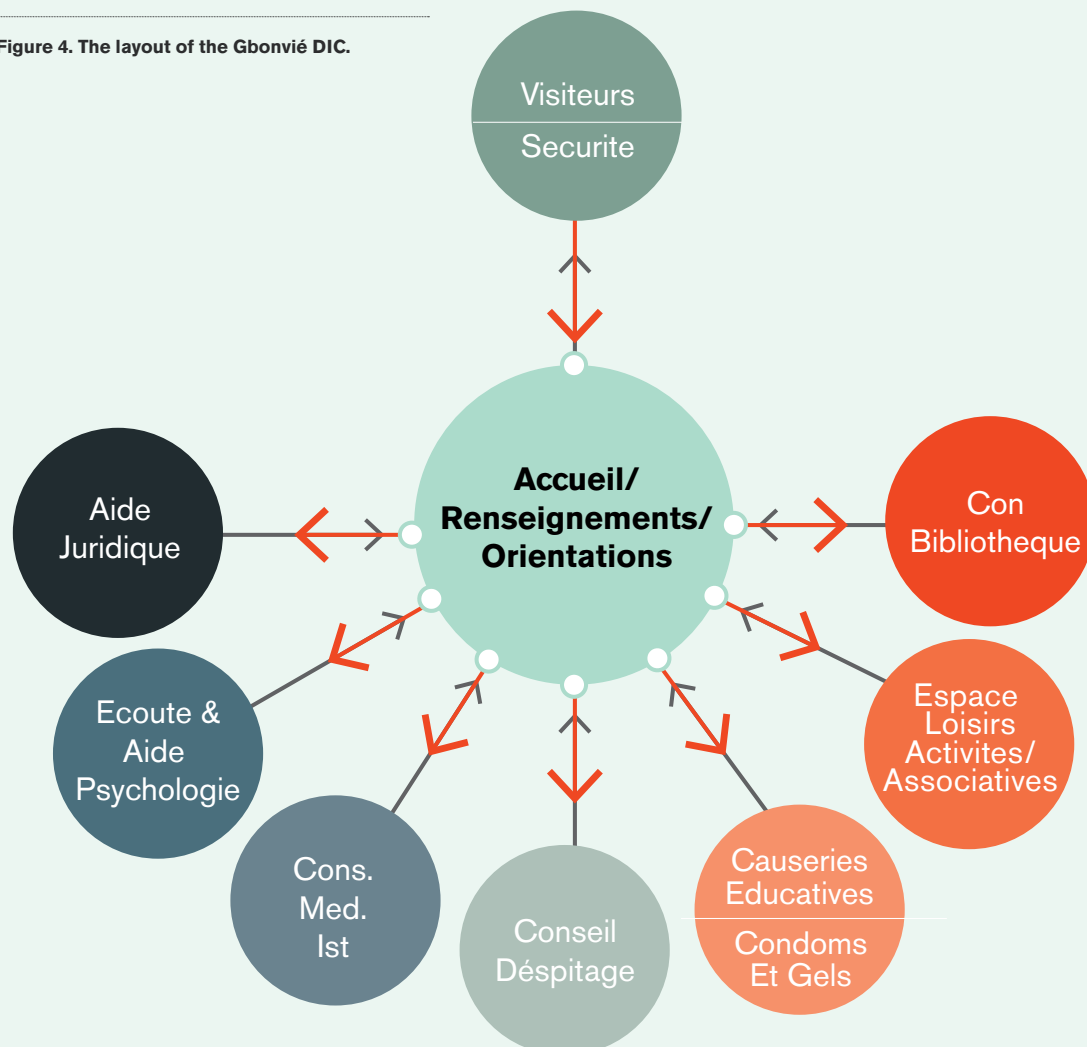 Figure 4. The layout of the Gbonvié DIC.
Visiteurs
Securite
Accueil/
Renseignements/
Orientations
Aide
Juridique
Con
Bibliotheque
Ecoute &
Aide
Psychologie
Espace
Loisirs
Activites/
Associatives
Cons.
Med.
Ist
Conseil
Déspitage
Causeries
Educatives
Condoms
Et Gels